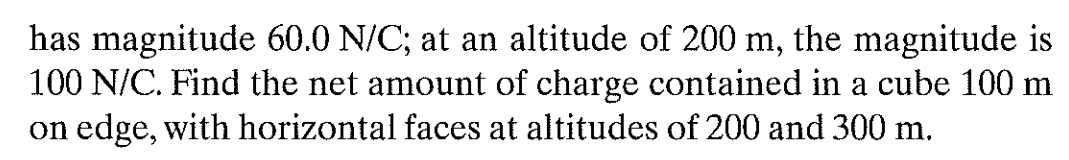 has magnitude 60.0 N/C; at an altitude of 200 m, the magnitude is
100 N/C. Find the net amount of charge contained in a cube 100 m
on edge, with horizontal faces at altitudes of 200 and 300 m.